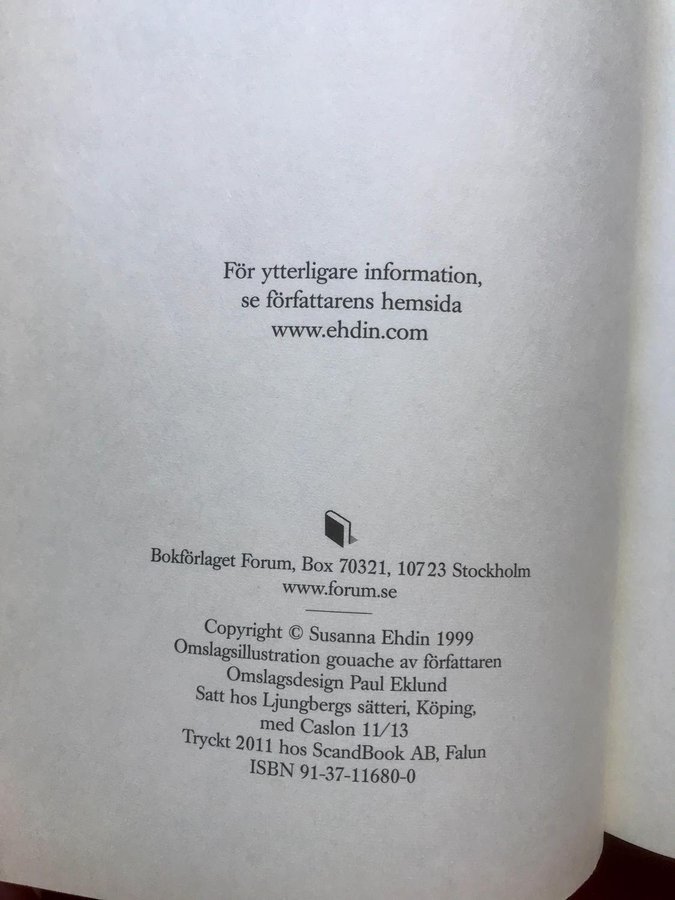 För ytterligare information,
se författarens hemsida
www.ehdin.com
Bokförlaget Forum, Box 70321, 107 23 Stockholm
www.forum.se
Copyright © Susanna Ehdin 1999
Omslagsillustration gouache av författaren
Omslagsdesign Paul Eklund
Satt hos Ljungbergs sätteri, Köping,
med Caslon 11/13
Tryckt 2011 hos ScandBook AB, Falun
ISBN 91-37-11680-0